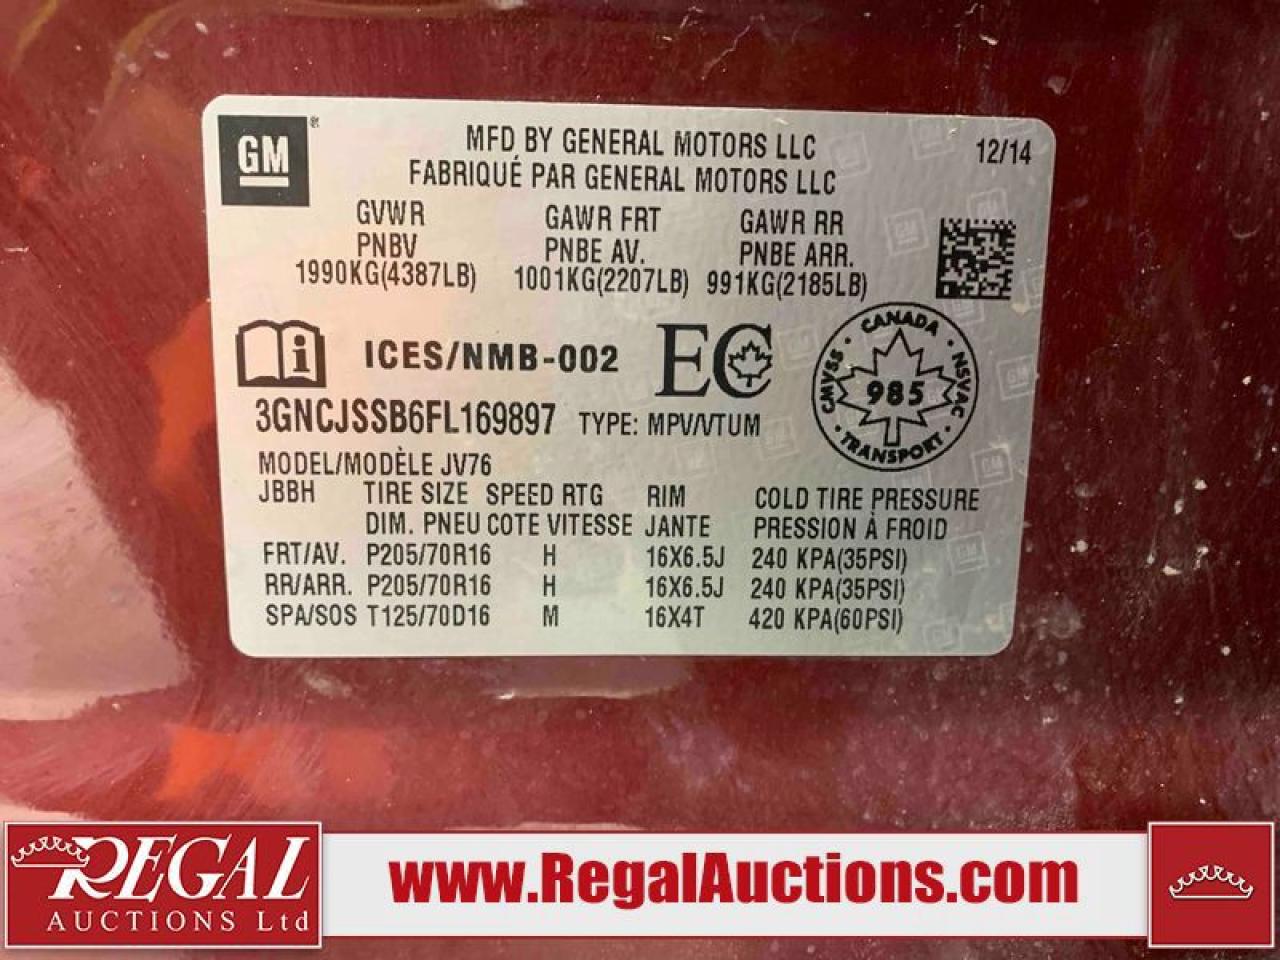 GM ®
MFD BY GENERAL MOTORS LLC 12/14
FABRIQUÉ PAR GENERAL MOTORS LLC
GVWR GAWR FRT GAWR RR
PNBV PNBE AV. PNBE ARR.
1990KG(4387LB) 1001KG(2207LB) 991KG(2185LB)
ICES/NMB-002 EC
CANADA
CMVSS 985 NSVAC
TRANSPORT
3GNCJSSB6FL169897 TYPE: MPV/VTUM
MODEL/MODÈLE JV76
JBBH TIRE SIZE SPEED RTG RIM COLD TIRE PRESSURE
DIM. PNEU COTE VITESSE JANTE PRESSION À FROID
FRT/AV. P205/70R16 H 16X6.5J 240 KPA(35PSI)
RR/ARR. P205/70R16 H 16X6.5J 240 KPA(35PSI)
SPA/SOS T125/70D16 M 16X4T 420 KPA(60PSI)
REGAL
AUCTIONS Ltd
www.RegalAuctions.com